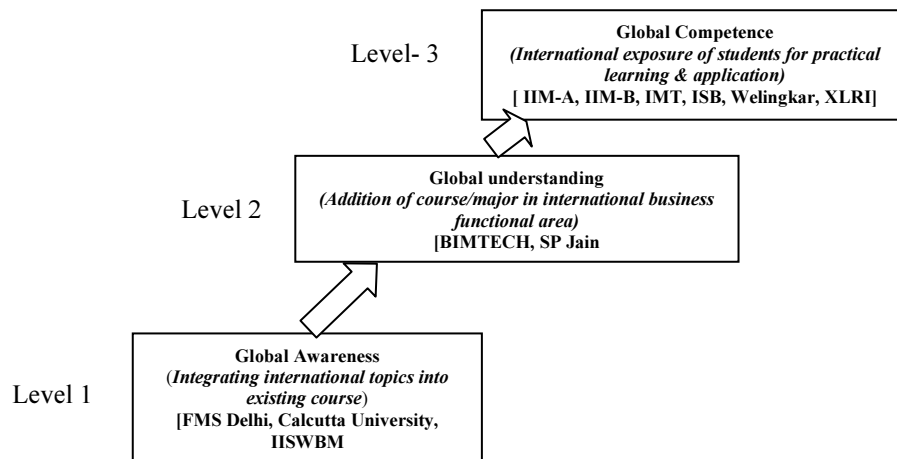 Level- 3
Global Competence
(International exposure of students for practical
learning & application)
[ IIM-A, IIM-B, IMT, ISB, Welingkar, XLRI]
Level 2
Global understanding
(Addition of course/major in international business
functional area)
[BIMTECH, SP Jain
Level 1
Global Awareness
(Integrating international topics into
existing course)
[FMS Delhi, Calcutta University,
IISWBM